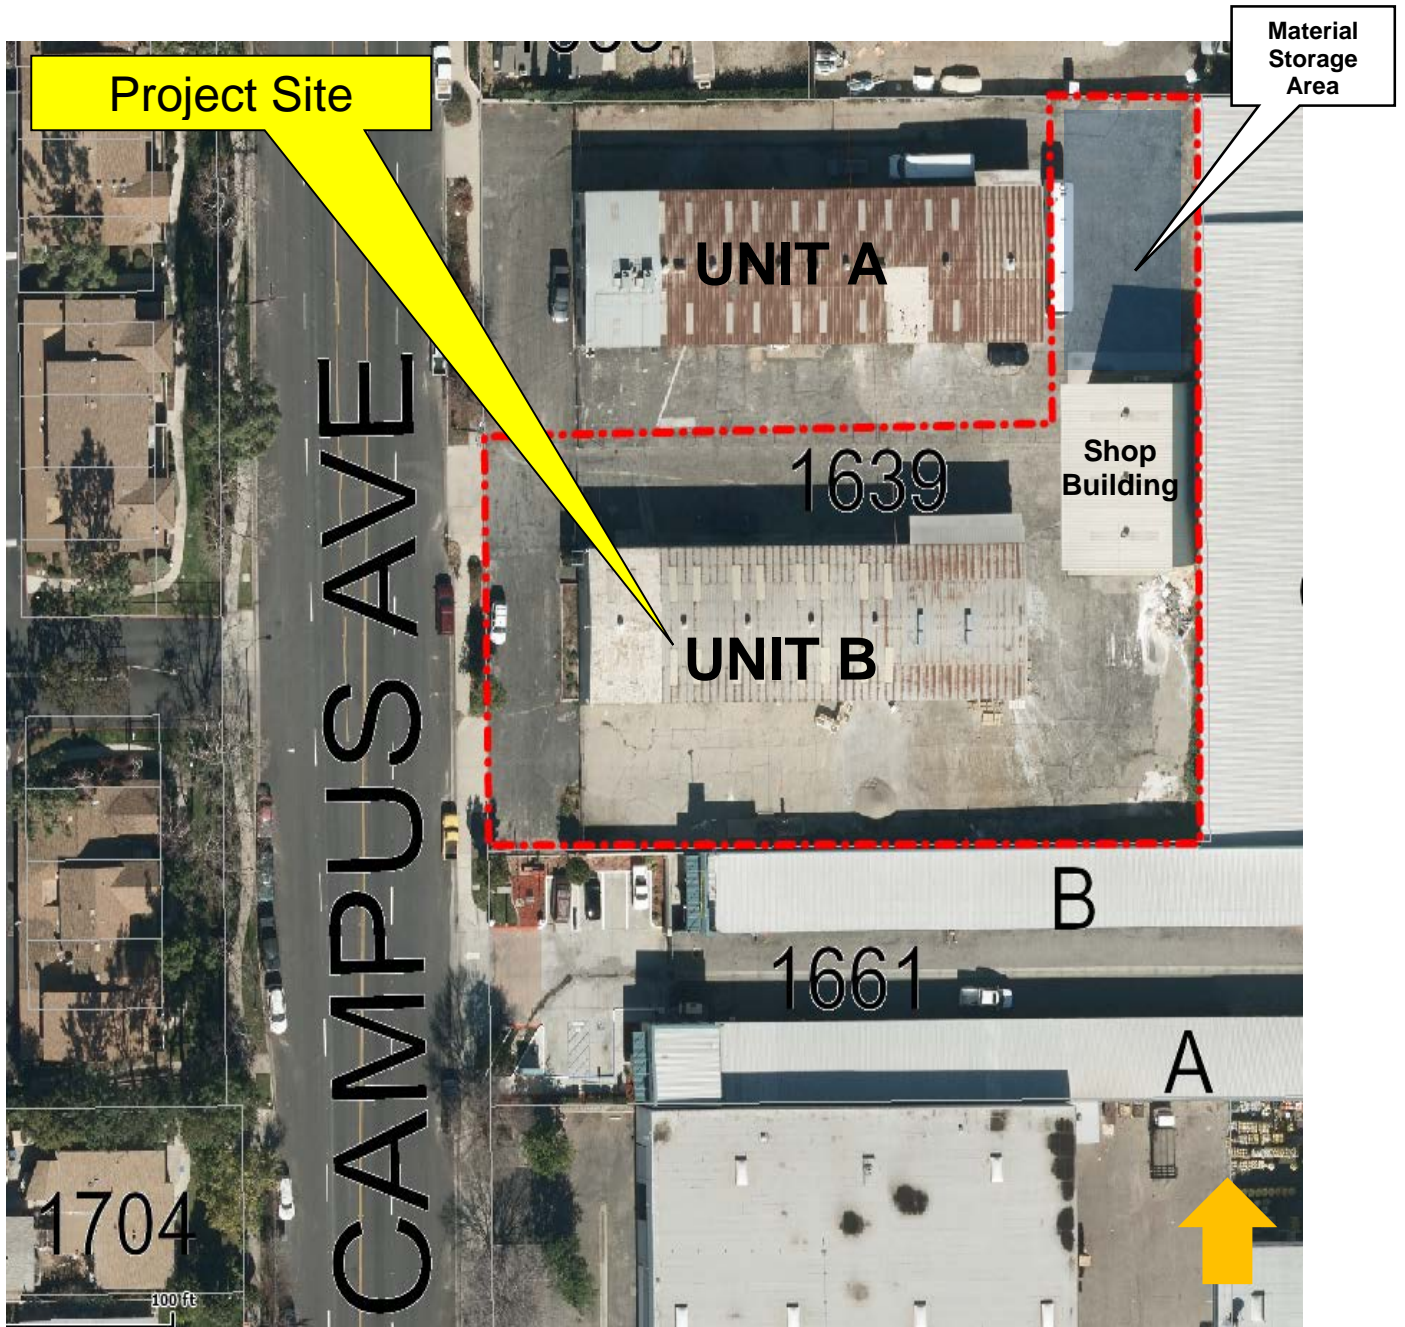 Material
Storage
Area
Project Site
UNIT A
Shop
Building
1639
UNIT B
CAMPUS AVE
B
1661
A
1704
100 ft